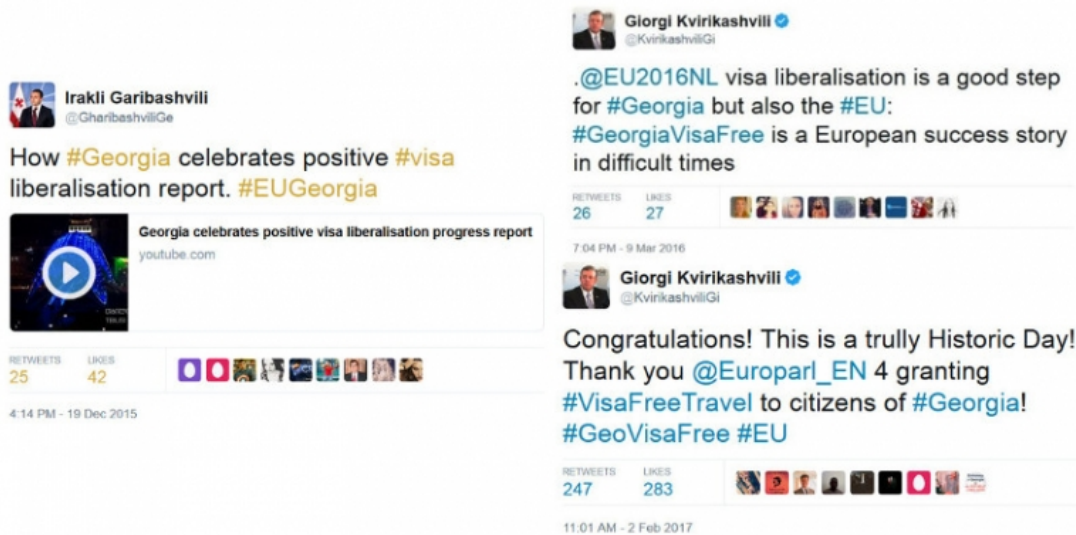 Irakli Garibashvili
@GharibashviliGe
How #Georgia celebrates positive #visa
liberalisation report. #EUGeorgia
Georgia celebrates positive visa liberalisation progress report
youtube.com
RETWEETS LIKES
25 42
4:14 PM - 19 Dec 2015
Giorgi Kvirikashvili
@KvirikashviliGi
.@EU2016NL visa liberalisation is a good step
for #Georgia but also the #EU:
#GeorgiaVisaFree is a European success story
in difficult times
RETWEETS LIKES
26 27
7:04 PM - 9 Mar 2016
Giorgi Kvirikashvili
@KvirikashviliGi
Congratulations! This is a trully Historic Day!
Thank you @Europarl_EN 4 granting
#VisaFreeTravel to citizens of #Georgia!
#GeoVisaFree #EU
RETWEETS LIKES
247 283
11:01 AM - 2 Feb 2017